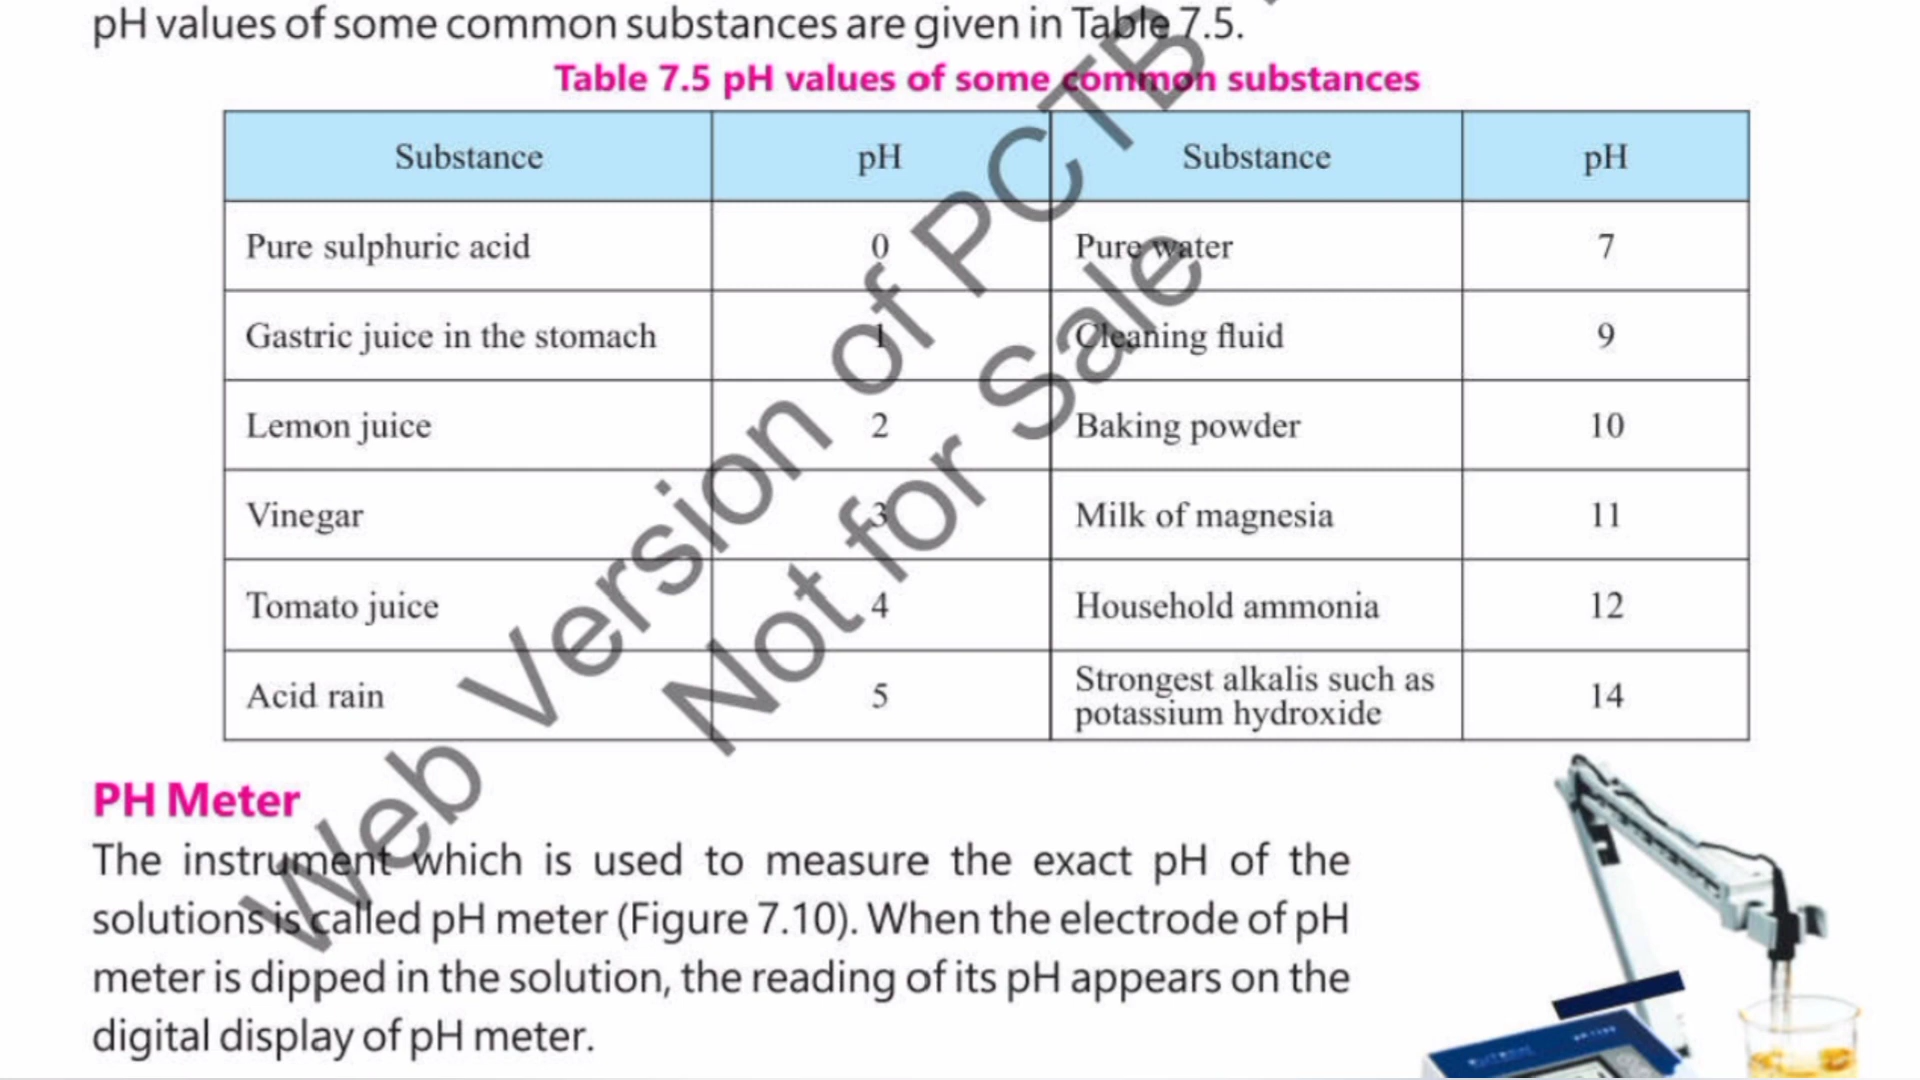 pH values of some common substances are given in Table 7.5.
Table 7.5 pH values of some common substances
Substance pH Substance pH
Pure sulphuric acid 0 Pure water 7
Gastric juice in the stomach 1 Cleaning fluid 9
Lemon juice 2 Baking powder 10
Vinegar 3 Milk of magnesia 11
Tomato juice 4 Household ammonia 12
Acid rain 5 Strongest alkalis such as
potassium hydroxide 14
PH Meter
The instrument which is used to measure the exact pH of the
solutions is called pH meter (Figure 7.10). When the electrode of pH
meter is dipped in the solution, the reading of its pH appears on the
digital display of pH meter.
Web Version of PCTB
Not for Sale